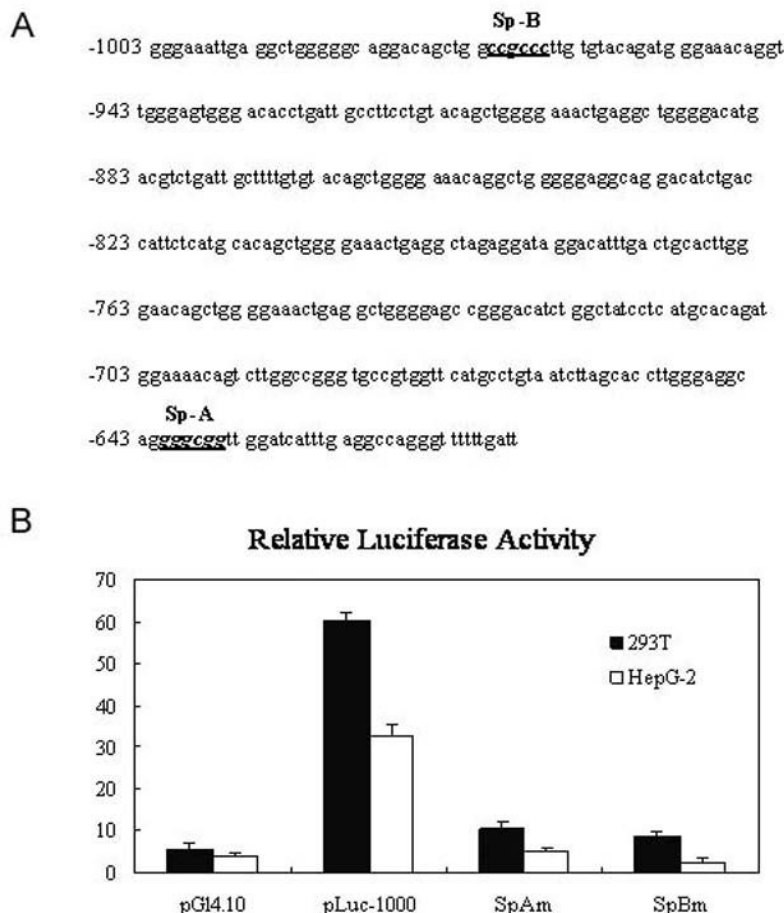 A
Sp-B
-1003 gggaaattga ggctgggggc aggacagctg gccgcccttg tgtacagatg ggaaacaggt
-943 tgggagtggg acacctgatt gccttcctgt acagctgggg aaactgaggc tggggacatg
-883 acgtctgatt gcttttgtgt acagctgggg aaacaggctg ggggaggcag gacatctgac
-823 cattctcatg cacagctggg gaaactgagg ctagaggata ggacatttga ctgcacttgg
-763 gaacagctgg ggaaactgag gctggggagc cgggacatct ggctatcctc atgcacagat
-703 ggaaaacagt cttggccggg tgccgtggtt catgcctgta atcttagcac cttgggaggc
Sp-A
-643 aggggcggtt ggatcatttg aggccagggt tttttgatt
B
Relative Luciferase Activity
70
60
50
40
30
20
10
0
293T
HepG-2
pGl4.10 pLuc-1000 SpAm SpBm